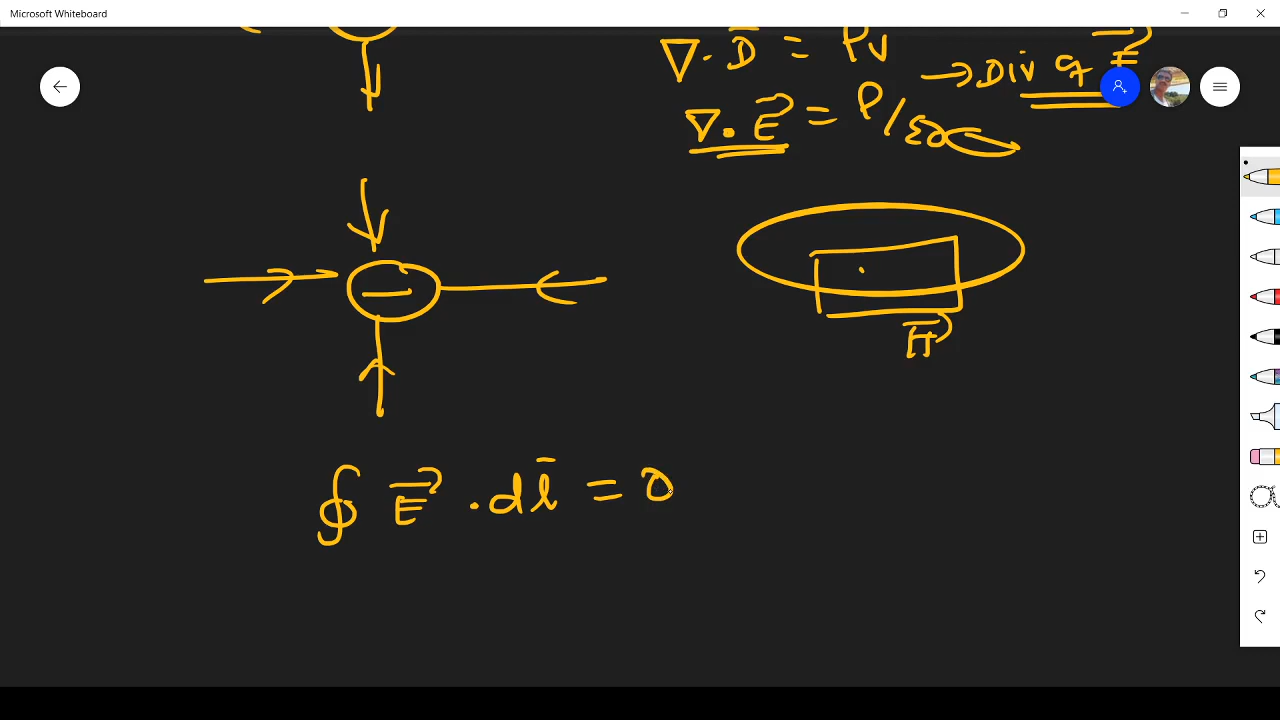 Microsoft Whiteboard
∇· D̅ = ρv
→ Div of E⃗
∇· E⃗ = ρ/ε0
−
H⃗
∮ E⃗ · dl̅ = 0